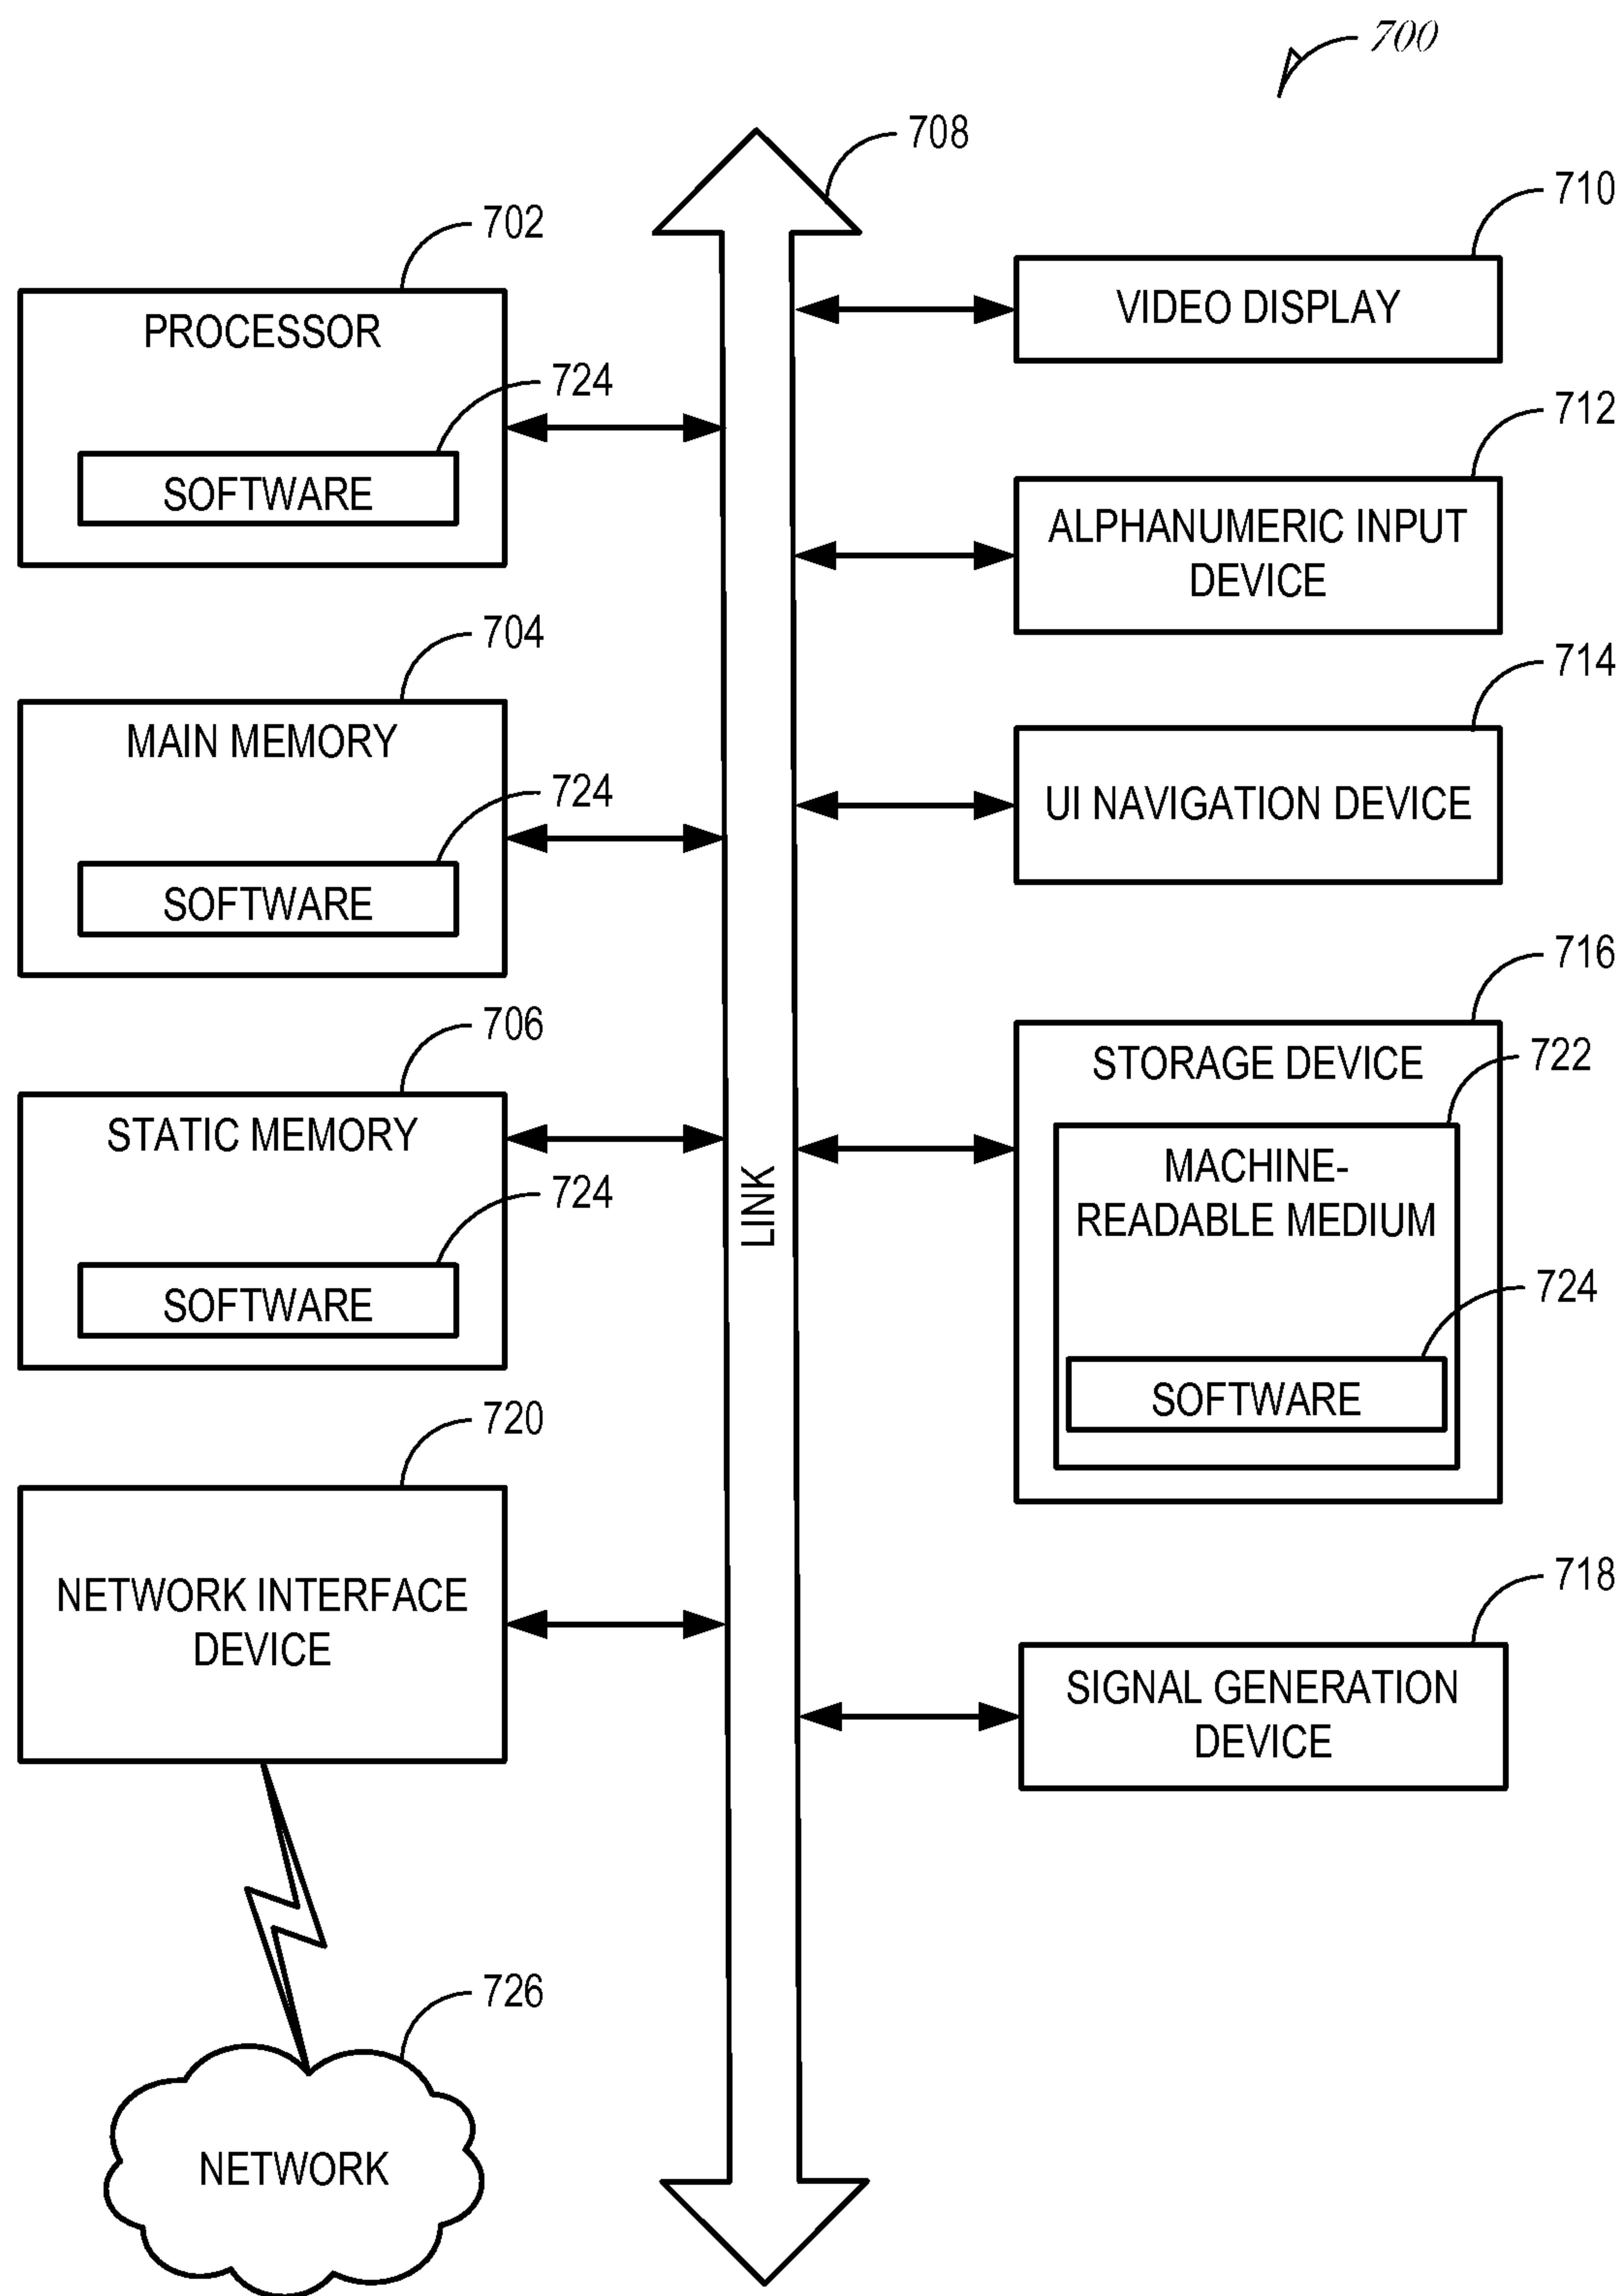 700
708
702
PROCESSOR
724
SOFTWARE
704
MAIN MEMORY
724
SOFTWARE
706
STATIC MEMORY
724
SOFTWARE
720
NETWORK INTERFACE
DEVICE
726
NETWORK
LINK
710
VIDEO DISPLAY
712
ALPHANUMERIC INPUT
DEVICE
714
UI NAVIGATION DEVICE
716
STORAGE DEVICE
722
MACHINE-
READABLE MEDIUM
724
SOFTWARE
718
SIGNAL GENERATION
DEVICE